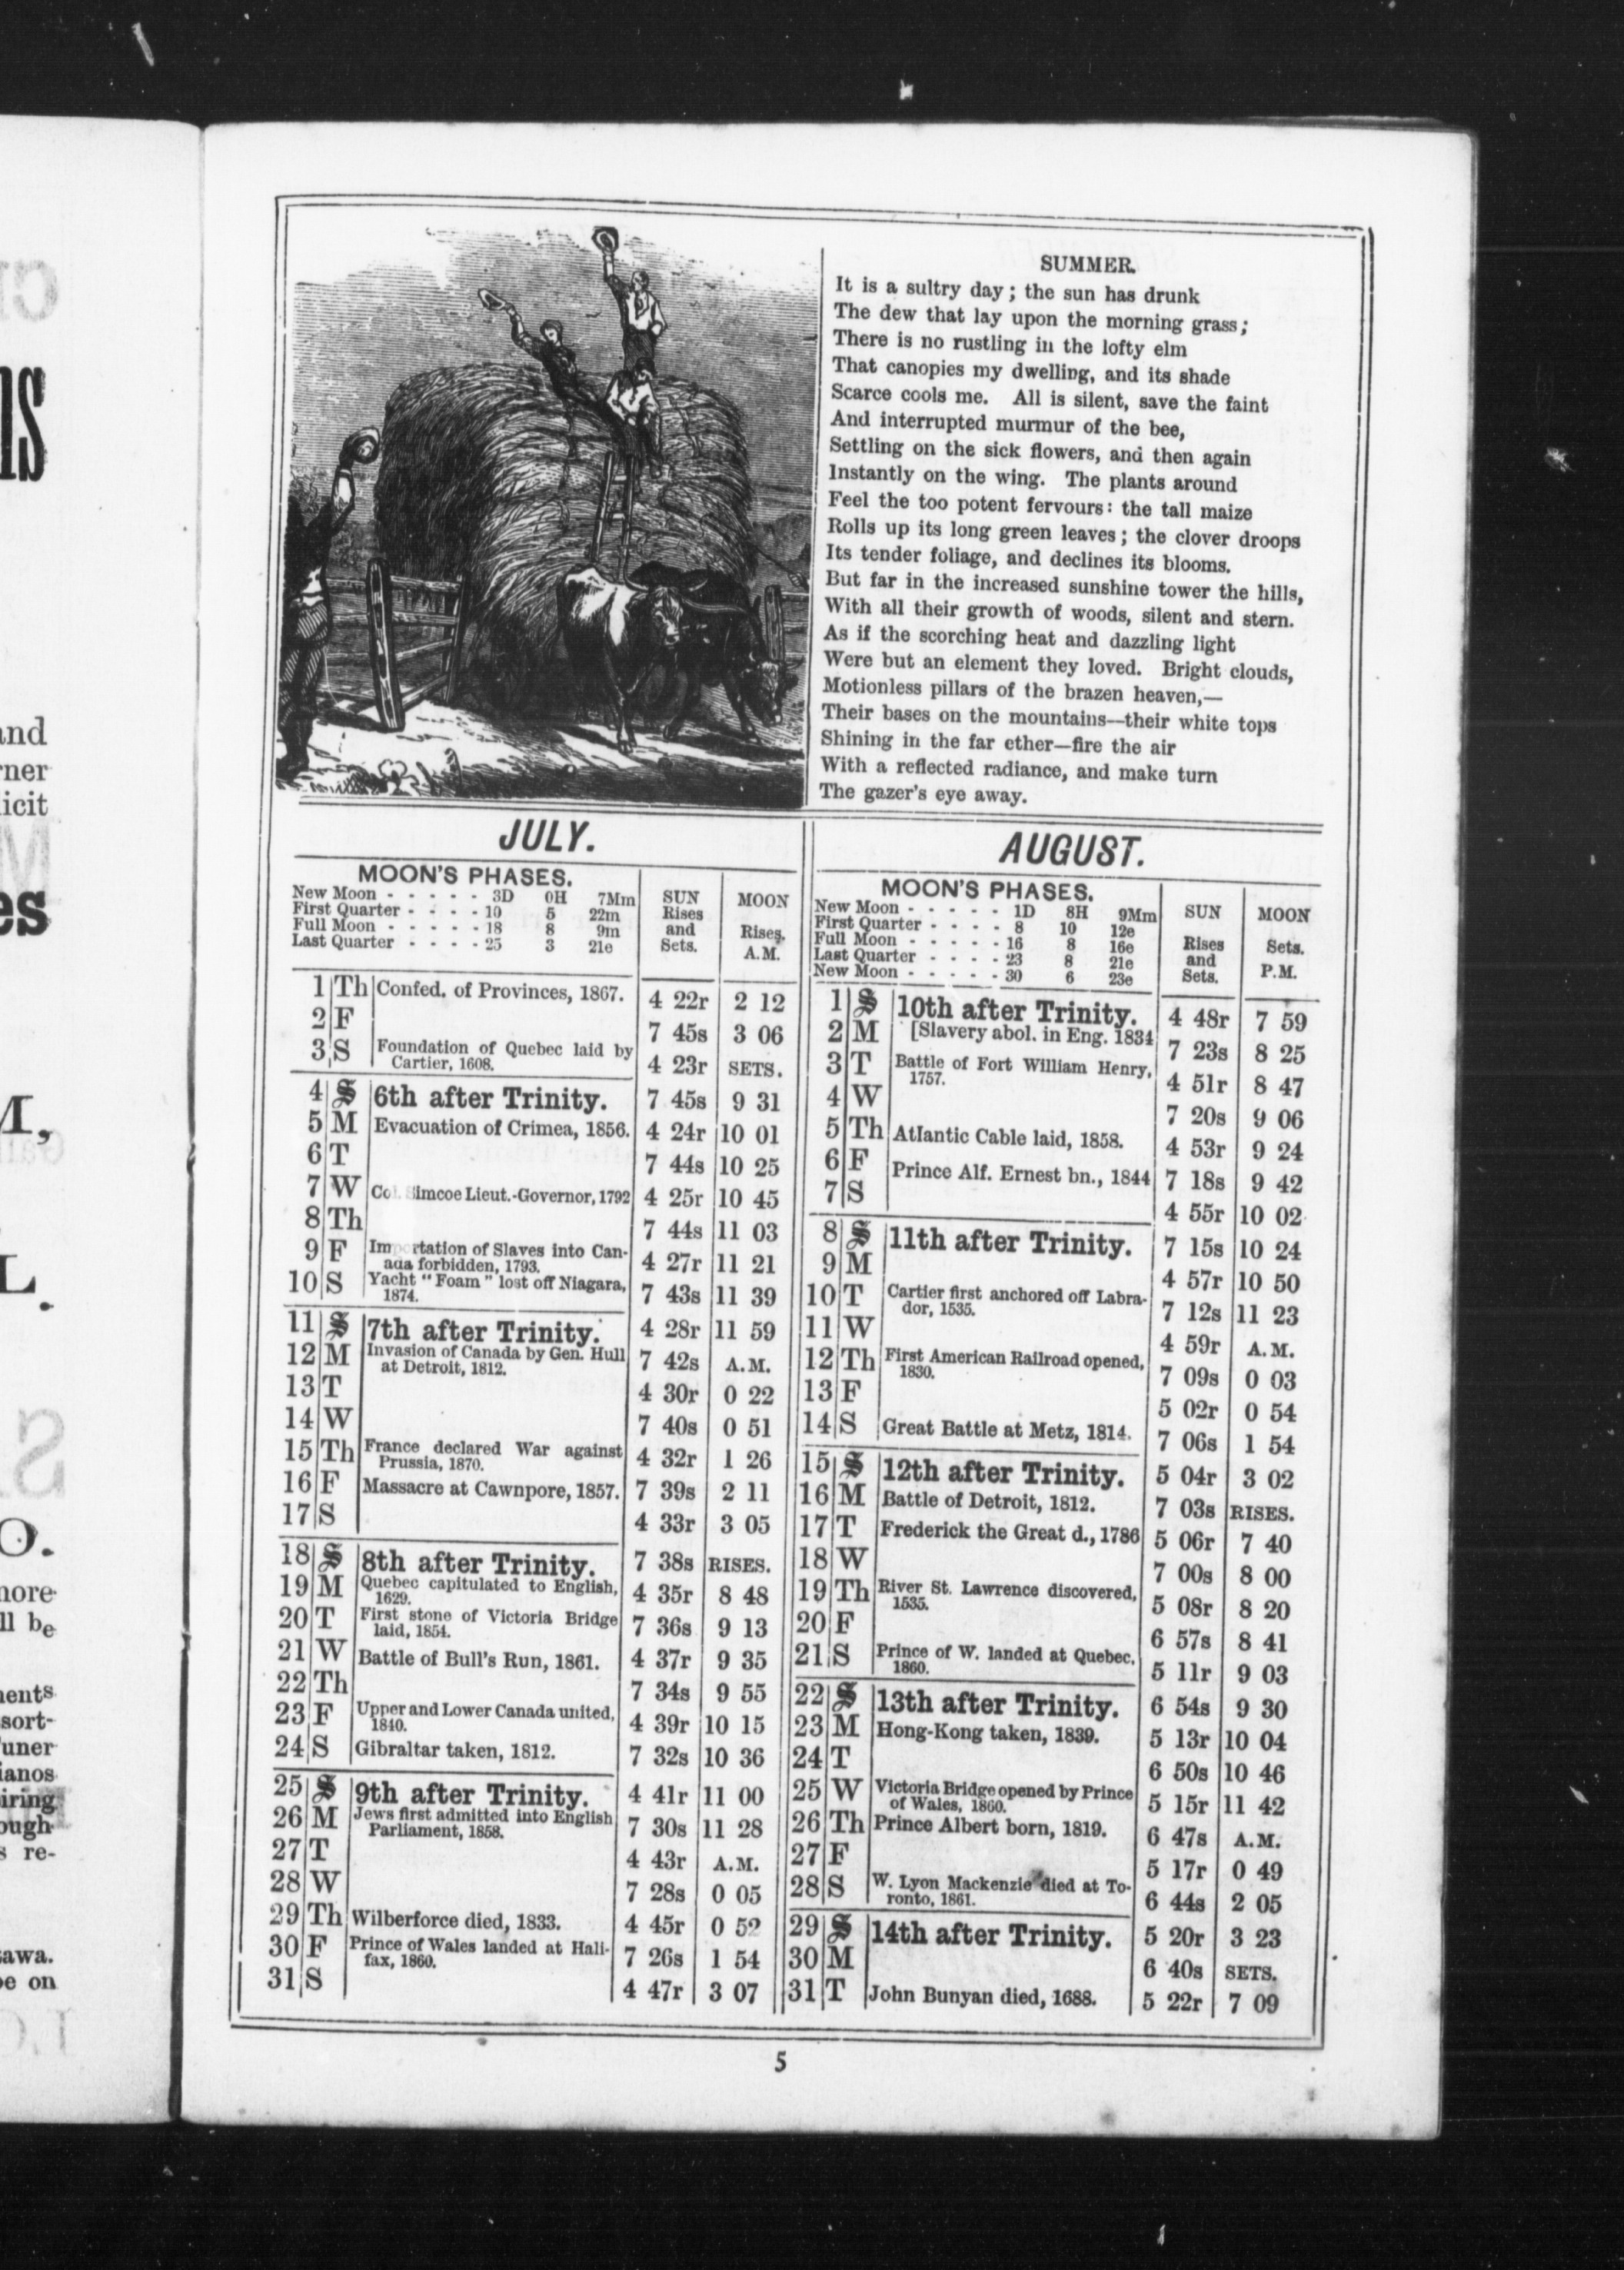 SUMMER.
It is a sultry day; the sun has drunk
The dew that lay upon the morning grass;
There is no rustling in the lofty elm
That canopies my dwelling, and its shade
Scarce cools me. All is silent, save the faint
And interrupted murmur of the bee,
Settling on the sick flowers, and then again
Instantly on the wing. The plants around
Feel the too potent fervours: the tall maize
Rolls up its long green leaves; the clover droops
Its tender foliage, and declines its blooms.
But far in the increased sunshine tower the hills,
With all their growth of woods, silent and stern.
As if the scorching heat and dazzling light
Were but an element they loved. Bright clouds,
Motionless pillars of the brazen heaven,—
Their bases on the mountains—their white tops
Shining in the far ether—fire the air
With a reflected radiance, and make turn
The gazer's eye away.
JULY.
MOON'S PHASES.
New Moon - - - - 3D 0H 7Mm
First Quarter - - - - 10 5 22m
Full Moon - - - - - 18 8 9m
Last Quarter - - - - 25 3 21e
SUN Rises and Sets.
MOON Rises. A.M.
1 Th Confed. of Provinces, 1867. 4 22r 2 12
2 F 7 45s 3 06
3 S Foundation of Quebec laid by 4 23r SETS.
Cartier, 1608.
4 S 6th after Trinity. 7 45s 9 31
5 M Evacuation of Crimea, 1856. 4 24r 10 01
6 T 7 44s 10 25
7 W Col. Simcoe Lieut.-Governor, 1792 4 25r 10 45
8 Th 7 44s 11 03
9 F Importation of Slaves into Can- 4 27r 11 21
ada forbidden, 1793.
10 S Yacht "Foam" lost off Niagara, 7 43s 11 39
1874.
11 S 7th after Trinity. 4 28r 11 59
12 M Invasion of Canada by Gen. Hull 7 42s A.M.
at Detroit, 1812.
13 T 4 30r 0 22
14 W 7 40s 0 51
15 Th France declared War against 4 32r 1 26
Prussia, 1870.
16 F Massacre at Cawnpore, 1857. 7 39s 2 11
17 S 4 33r 3 05
18 S 8th after Trinity. 7 38s RISES.
19 M Quebec capitulated to English, 4 35r 8 48
1629.
20 T First stone of Victoria Bridge 7 36s 9 13
laid, 1854.
21 W Battle of Bull's Run, 1861. 4 37r 9 35
22 Th 7 34s 9 55
23 F Upper and Lower Canada united, 4 39r 10 15
1840.
24 S Gibraltar taken, 1812. 7 32s 10 36
25 S 9th after Trinity. 4 41r 11 00
26 M Jews first admitted into English 7 30s 11 28
Parliament, 1858.
27 T 4 43r A.M.
28 W 7 28s 0 05
29 Th Wilberforce died, 1833. 4 45r 0 52
30 F Prince of Wales landed at Hali- 7 26s 1 54
fax, 1860.
31 S 4 47r 3 07
AUGUST.
MOON'S PHASES.
New Moon - - - - - 1D 8H 9Mm
First Quarter - - - - 8 10 12e
Full Moon - - - - - 16 8 16e
Last Quarter - - - - 23 8 21e
New Moon - - - - - 30 6 23e
SUN Rises and Sets.
MOON Sets. P.M.
1 S 10th after Trinity. 4 48r 7 59
2 M [Slavery abol. in Eng. 1834 7 23s 8 25
3 T Battle of Fort William Henry, 4 51r 8 47
1757.
4 W 7 20s 9 06
5 Th Atlantic Cable laid, 1858. 4 53r 9 24
6 F Prince Alf. Ernest bn., 1844 7 18s 9 42
7 S 4 55r 10 02
8 S 11th after Trinity. 7 15s 10 24
9 M 4 57r 10 50
10 T Cartier first anchored off Labra- 7 12s 11 23
dor, 1535.
11 W 4 59r A.M.
12 Th First American Railroad opened, 7 09s 0 03
1830.
13 F 5 02r 0 54
14 S Great Battle at Metz, 1814. 7 06s 1 54
15 S 12th after Trinity. 5 04r 3 02
16 M Battle of Detroit, 1812. 7 03s RISES.
17 T Frederick the Great d., 1786 5 06r 7 40
18 W 7 00s 8 00
19 Th River St. Lawrence discovered, 5 08r 8 20
1535.
20 F 6 57s 8 41
21 S Prince of W. landed at Quebec, 5 11r 9 03
1860.
22 S 13th after Trinity. 6 54s 9 30
23 M Hong-Kong taken, 1839. 5 13r 10 04
24 T 6 50s 10 46
25 W Victoria Bridge opened by Prince 5 15r 11 42
of Wales, 1860.
26 Th Prince Albert born, 1819. 6 47s A.M.
27 F 5 17r 0 49
28 S W. Lyon Mackenzie died at To- 6 44s 2 05
ronto, 1861.
29 S 14th after Trinity. 5 20r 3 23
30 M 6 40s SETS.
31 T John Bunyan died, 1688. 5 22r 7 09
5